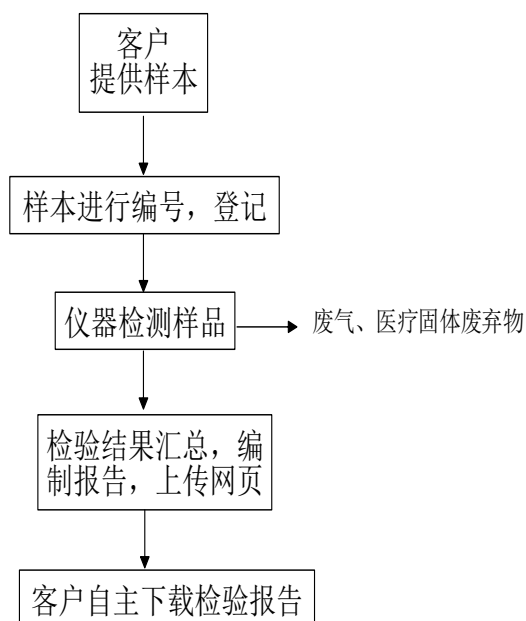 客户
提供样本
样本进行编号，登记
仪器检测样品
废气、医疗固体废弃物
检验结果汇总，编
制报告，上传网页
客户自主下载检验报告